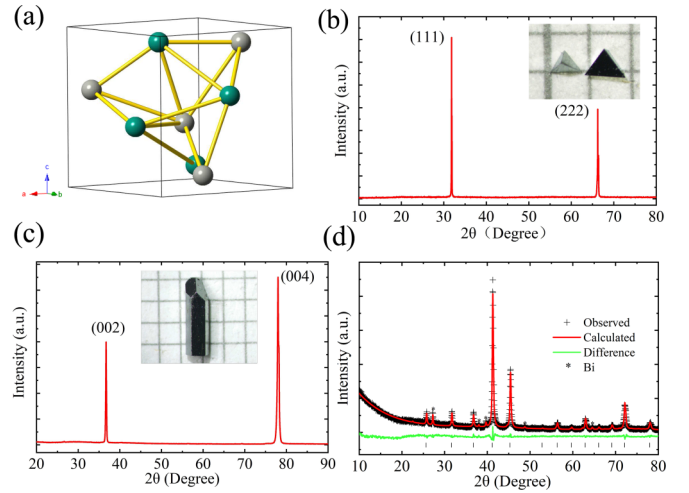 (a)
c
a
b
(b)
Intensity (a.u.)
(111)
(222)
10 20 30 40 50 60 70 80
2θ（Degree）
(c)
Intensity (a.u.)
(002)
(004)
20 30 40 50 60 70 80 90
2θ (Degree)
(d)
Intensity (a.u.)
Observed
Calculated
Difference
* Bi
10 20 30 40 50 60 70 80
2θ (Degree)